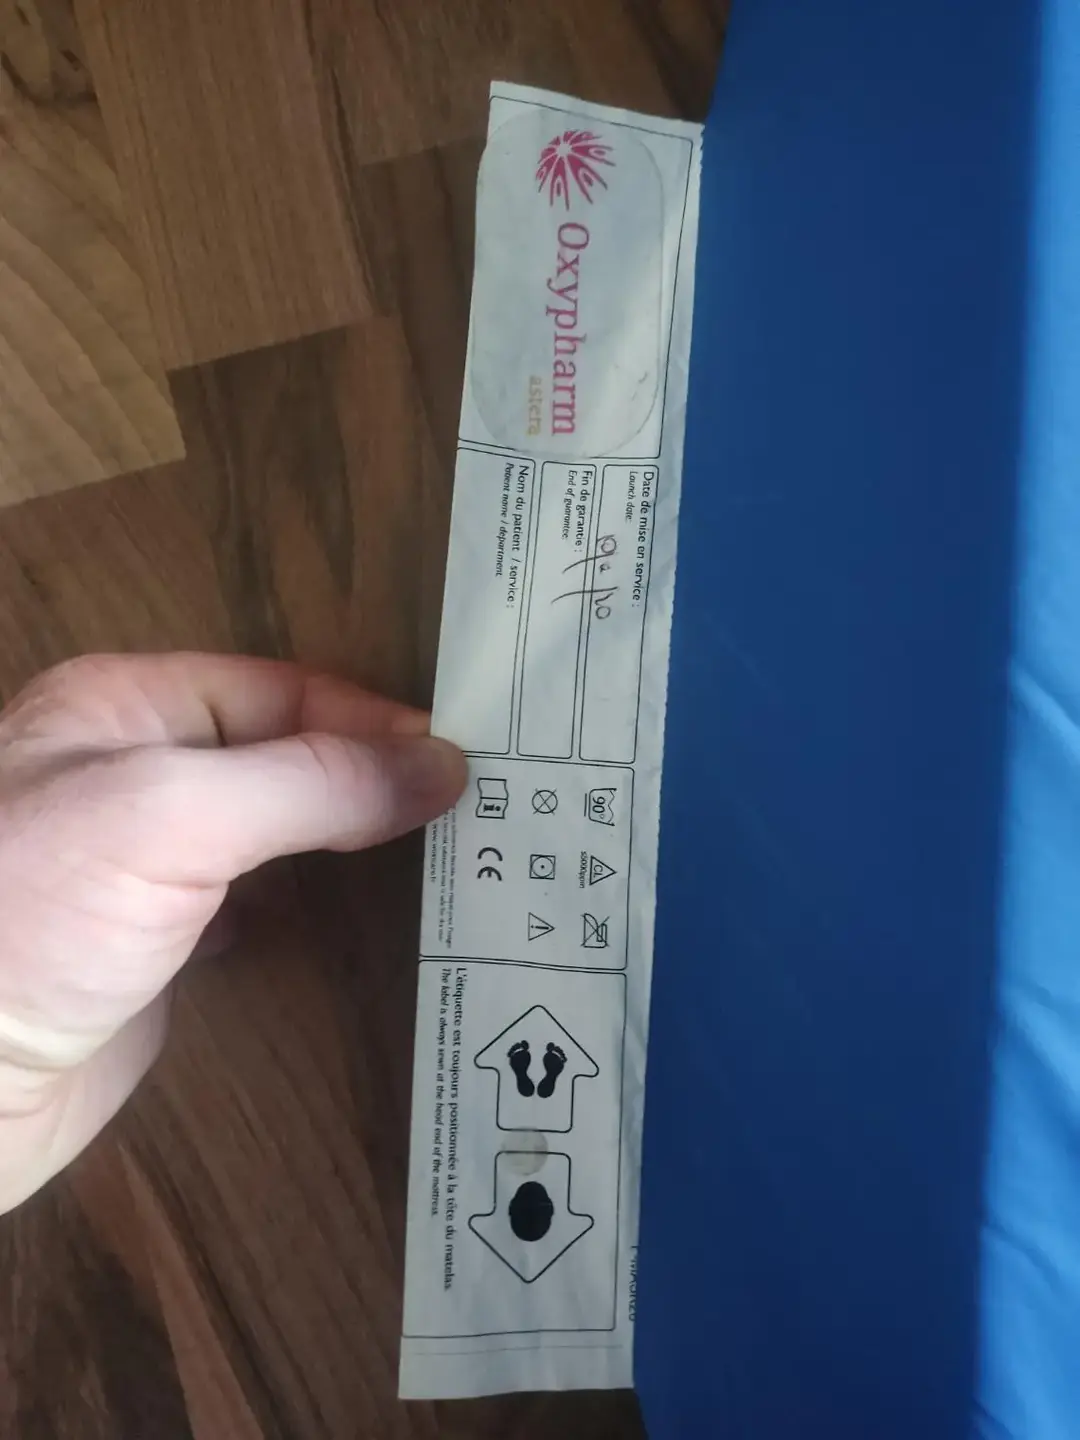 Oxypharm
astera
Date de mise en service :
Launch date:
Fin de garantie :
End of guarantee:
Nom du patient / service :
Patient name / department
90°
CL
5000ppm
i
CE
L'étiquette est toujours positionnée à la tête du matelas.
The label is always sewn at the head end of the mattress.